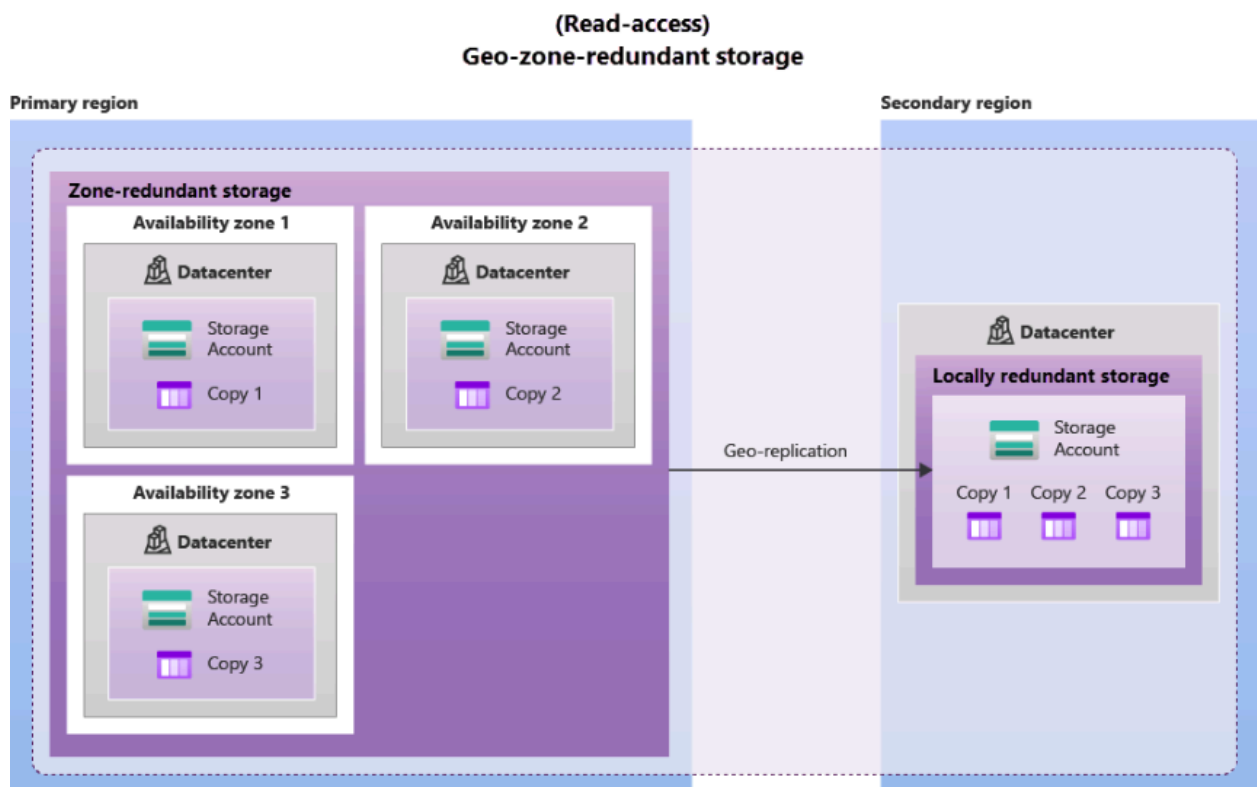 (Read-access)
Geo-zone-redundant storage
Primary region
Secondary region
Zone-redundant storage
Availability zone 1
Datacenter
Storage
Account
Copy 1
Availability zone 2
Datacenter
Storage
Account
Copy 2
Availability zone 3
Datacenter
Storage
Account
Copy 3
Geo-replication
Datacenter
Locally redundant storage
Storage
Account
Copy 1 Copy 2 Copy 3